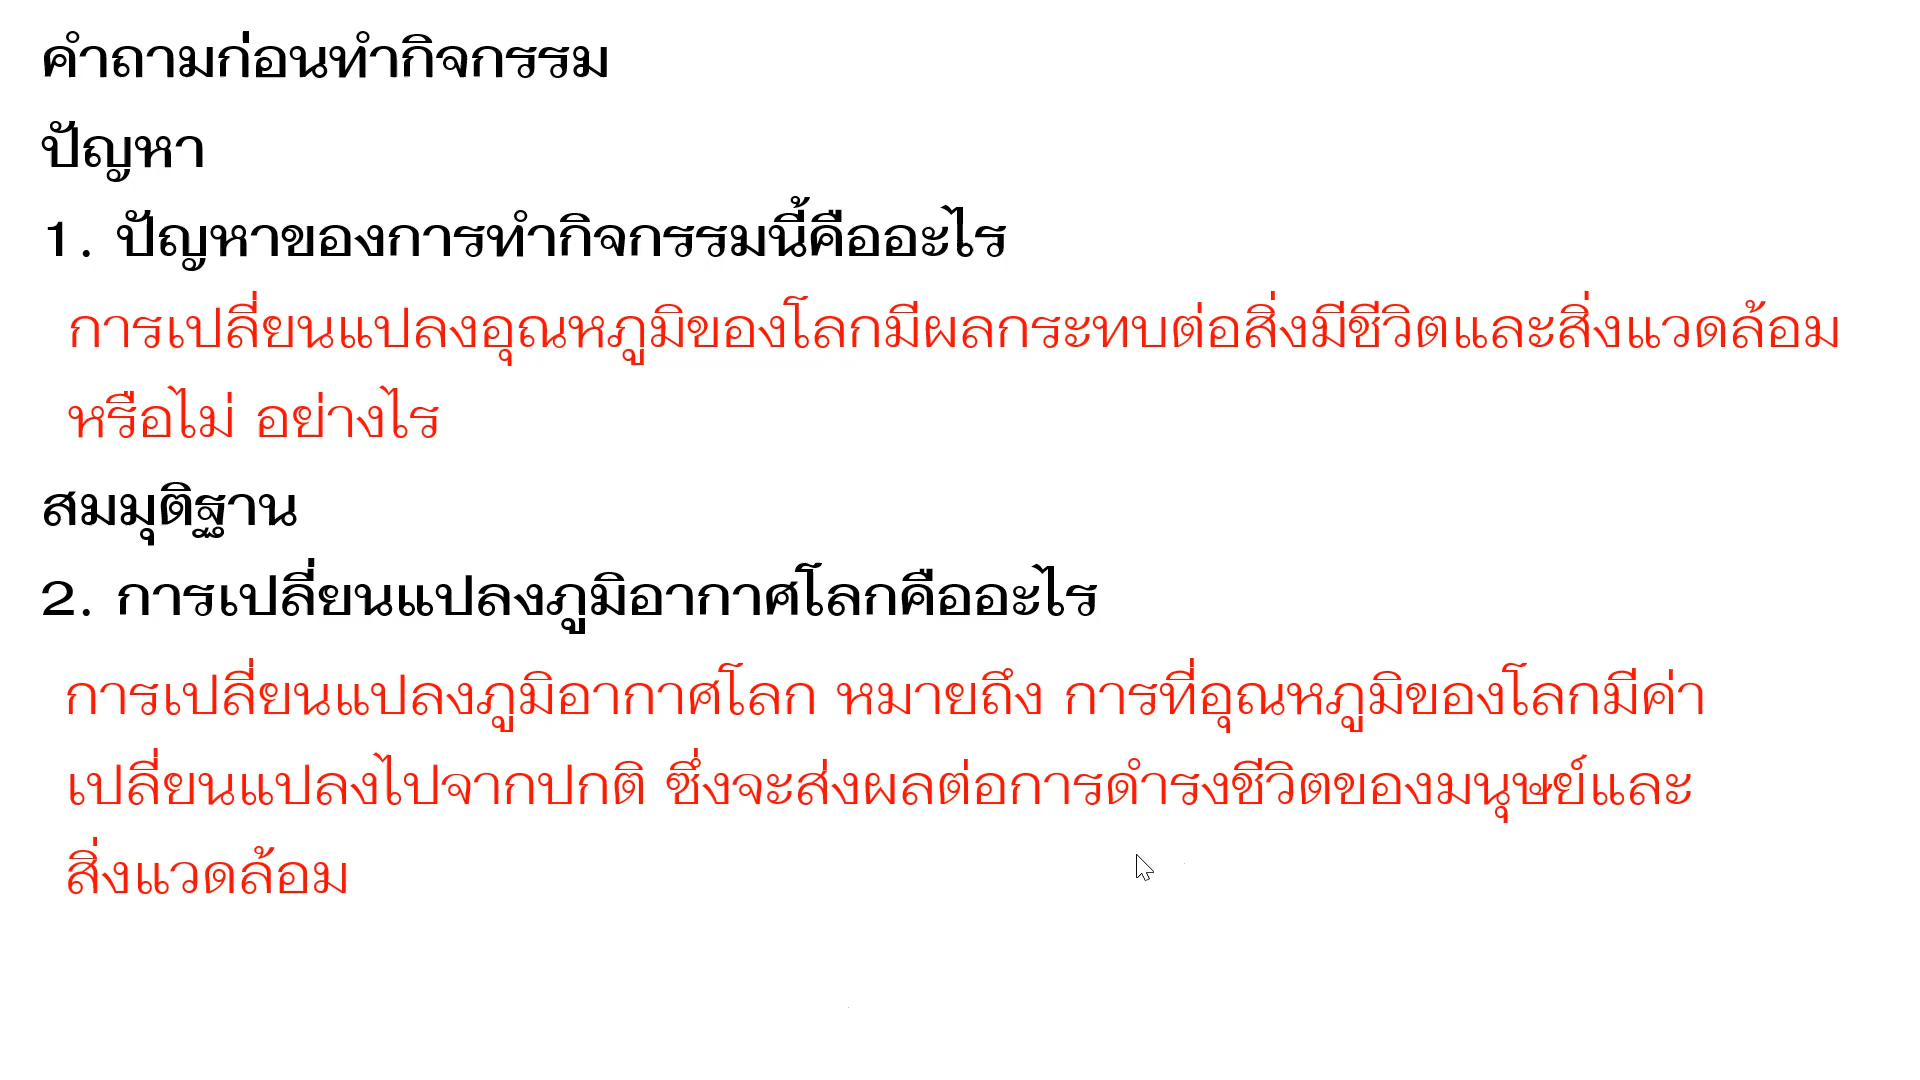 คำถามก่อนทำกิจกรรม
ปัญหา
1. ปัญหาของการทำกิจกรรมนี้คืออะไร
การเปลี่ยนแปลงอุณหภูมิของโลกมีผลกระทบต่อสิ่งมีชีวิตและสิ่งแวดล้อม
หรือไม่ อย่างไร
สมมุติฐาน
2. การเปลี่ยนแปลงภูมิอากาศโลกคืออะไร
การเปลี่ยนแปลงภูมิอากาศโลก หมายถึง การที่อุณหภูมิของโลกมีค่า
เปลี่ยนแปลงไปจากปกติ ซึ่งจะส่งผลต่อการดำรงชีวิตของมนุษย์และ
สิ่งแวดล้อม